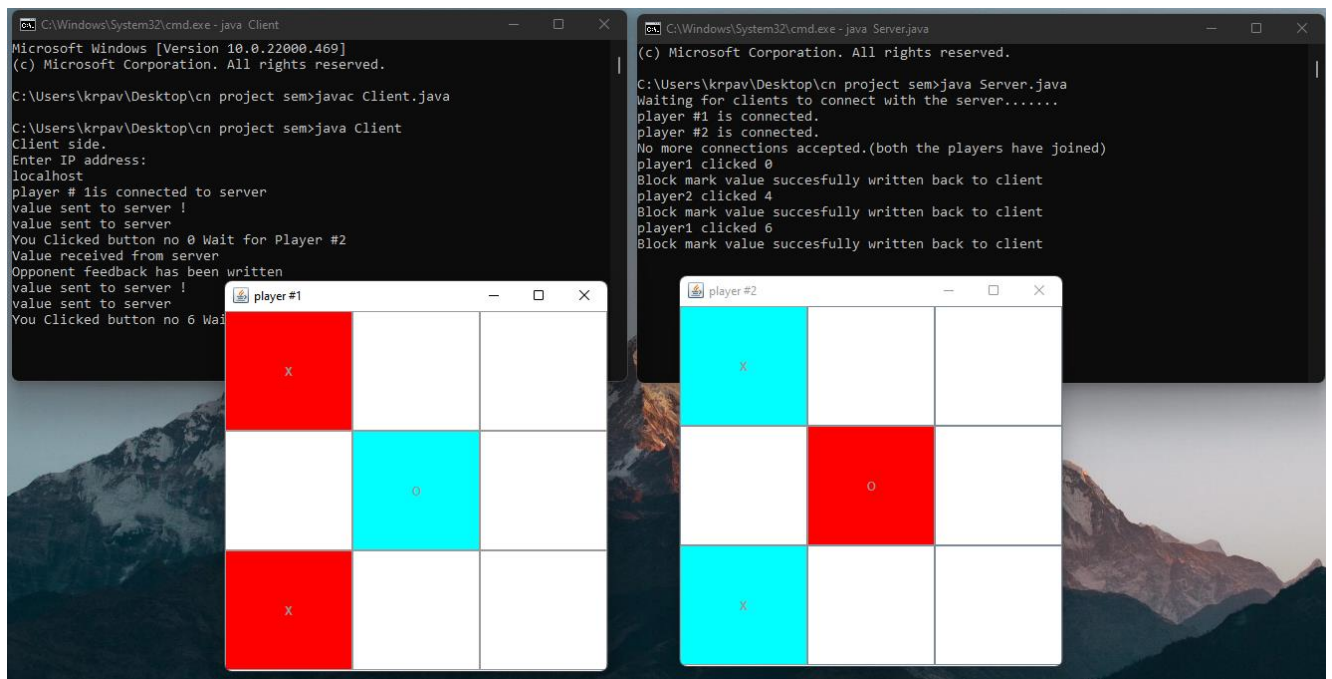 C:\Windows\System32\cmd.exe - java Client
Microsoft Windows [Version 10.0.22000.469]
(c) Microsoft Corporation. All rights reserved.
C:\Users\krpav\Desktop\cn project sem>javac Client.java
C:\Users\krpav\Desktop\cn project sem>java Client
Client side.
Enter IP address:
localhost
player # 1is connected to server
value sent to server !
value sent to server
You Clicked button no 0 Wait for Player #2
Value received from server
Opponent feedback has been written
value sent to server !
value sent to server
You Clicked button no 6
C:\Windows\System32\cmd.exe - java Server.java
(c) Microsoft Corporation. All rights reserved.
C:\Users\krpav\Desktop\cn project sem>java Server.java
Waiting for clients to connect with the server.......
player #1 is connected.
player #2 is connected.
No more connections accepted.(both the players have joined)
player1 clicked 0
Block mark value succesfully written back to client
player2 clicked 4
Block mark value succesfully written back to client
player1 clicked 6
Block mark value succesfully written back to client
player #1
X
O
X
player #2
X
O
X